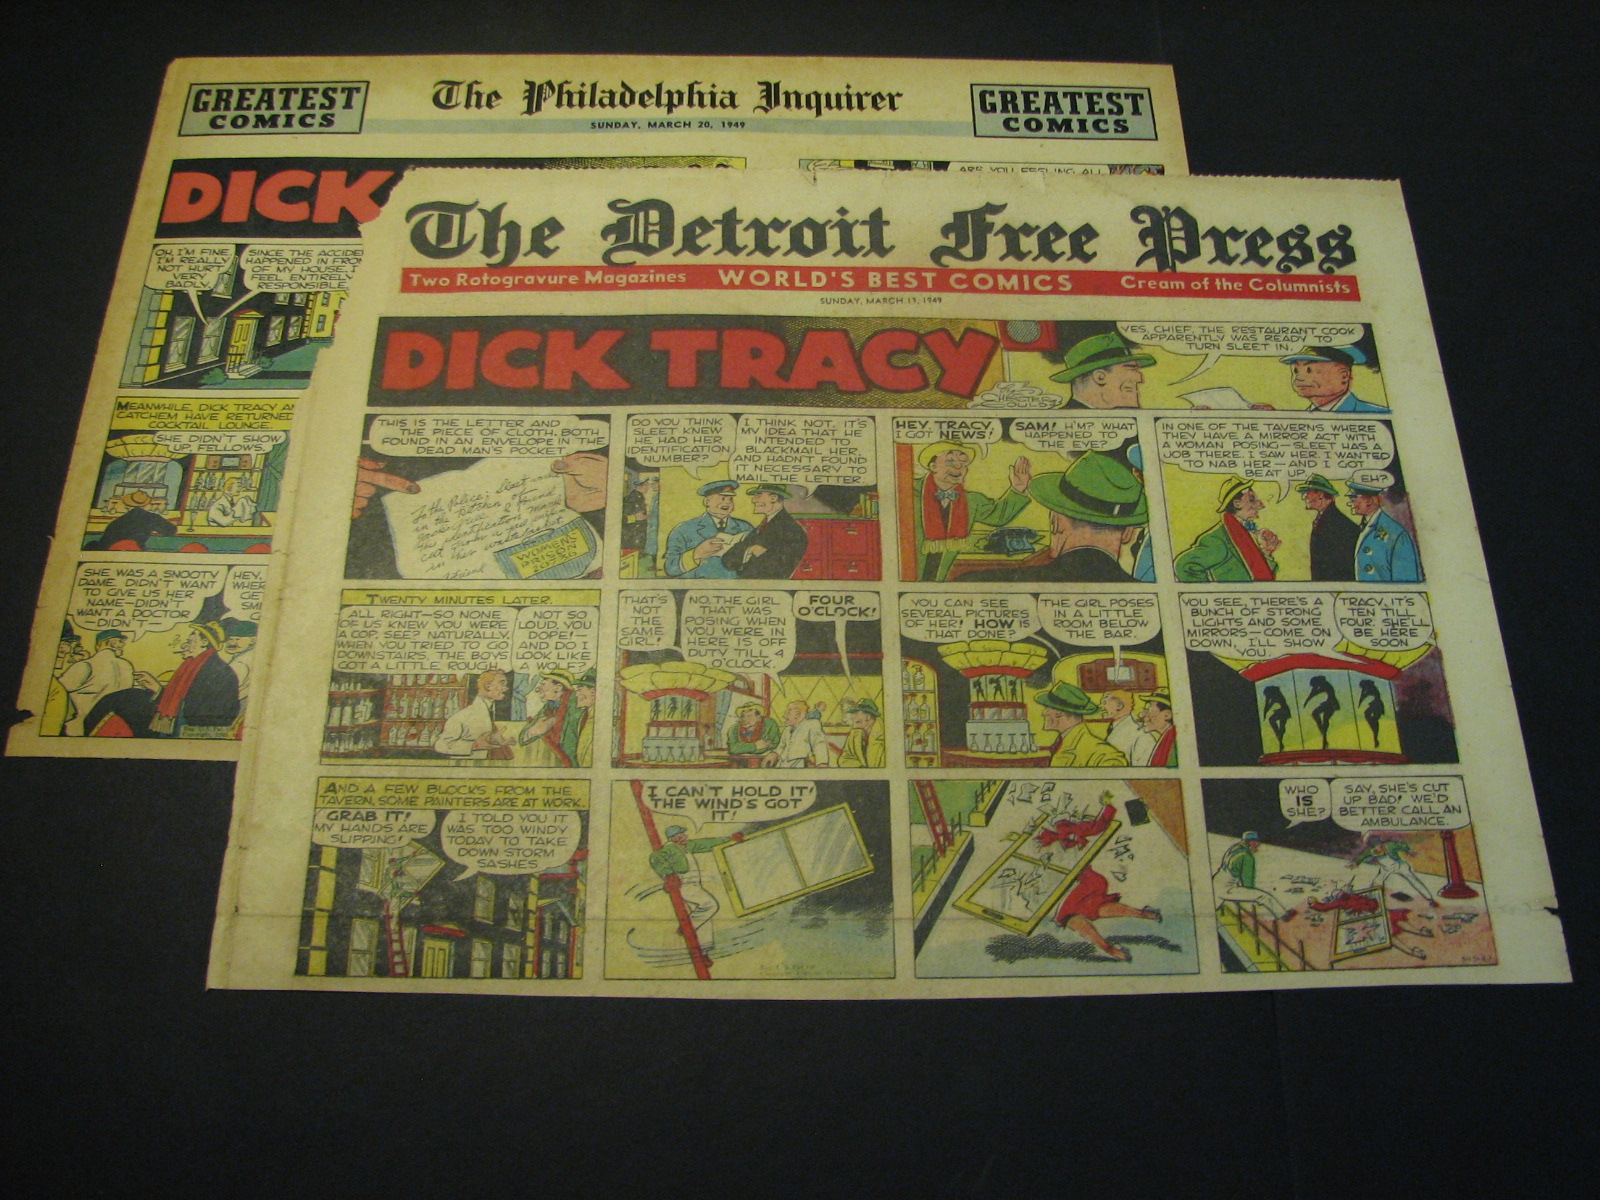 GREATEST
COMICS
The Philadelphia Inquirer
SUNDAY, MARCH 20, 1949
GREATEST
COMICS
DICK
ARE YOU FEELING ALL
OH, I'M FINE
I'M REALLY
NOT HURT
VERY
BADLY.
SINCE THE ACCIDE
HAPPENED IN FRO
OF MY HOUSE, I
FEEL ENTIRELY
RESPONSIBLE.
MEANWHILE, DICK TRACY A
CATCHEM HAVE RETURNED
COCKTAIL LOUNGE.
SHE DIDN'T SHOW
UP, FELLOWS.
SHE WAS A SNOOTY
DAME. DIDN'T WANT
TO GIVE US HER
NAME—DIDN'T
WANT A DOCTOR
—DIDN'T—
HEY,
WHER
GE
SM
The Detroit Free Press
Two Rotogravure Magazines WORLD'S BEST COMICS Cream of the Columnists
SUNDAY, MARCH 13, 1949
DICK TRACY
CHESTER
GOULD
YES, CHIEF, THE RESTAURANT COOK
APPARENTLY WAS READY TO
TURN SLEET IN.
THIS IS THE LETTER AND
THE PIECE OF CLOTH, BOTH
FOUND IN AN ENVELOPE IN THE
DEAD MAN'S POCKET.
To the Police: Sleet
in the kitchen of
WOMEN'S
PRISON
DO YOU THINK
SLEET KNEW
HE HAD HER
IDENTIFICATION
NUMBER?
I THINK NOT. IT'S
MY IDEA THAT HE
INTENDED TO
BLACKMAIL HER,
AND HADN'T FOUND
IT NECESSARY TO
MAIL THE LETTER.
HEY, TRACY,
I GOT NEWS!
SAM! H'M? WHAT
HAPPENED TO
THE EYE?
IN ONE OF THE TAVERNS WHERE
THEY HAVE A MIRROR ACT WITH
A WOMAN POSING—SLEET HAS A
JOB THERE. I SAW HER. I WANTED
TO NAB HER—AND I GOT
BEAT UP.
EH?
TWENTY MINUTES LATER.
ALL RIGHT—SO NONE
OF US KNEW YOU WERE
A COP, SEE? NATURALLY,
WHEN YOU TRIED TO GO
DOWNSTAIRS, THE BOYS
GOT A LITTLE ROUGH.
NOT SO
LOUD, YOU
DOPE!—
AND DO I
LOOK LIKE
A WOLF?
THAT'S
NOT
THE
SAME
GIRL!
NO, THE GIRL
THAT WAS
POSING WHEN
YOU WERE IN
HERE IS OFF
DUTY TILL 4
O'CLOCK.
FOUR
O'CLOCK!
YOU CAN SEE
SEVERAL PICTURES
OF HER! HOW IS
THAT DONE?
THE GIRL POSES
IN A LITTLE
ROOM BELOW
THE BAR.
YOU SEE, THERE'S A
BUNCH OF STRONG
LIGHTS AND SOME
MIRRORS—COME ON
DOWN, I'LL SHOW
YOU.
TRACY, IT'S
TEN TILL
FOUR. SHE'LL
BE HERE
SOON
AND A FEW BLOCKS FROM THE
TAVERN, SOME PAINTERS ARE AT WORK.
GRAB IT!
MY HANDS ARE
SLIPPING!
I TOLD YOU IT
WAS TOO WINDY
TODAY TO TAKE
DOWN STORM
SASHES
I CAN'T HOLD IT!
THE WIND'S GOT
IT!
WHO
IS
SHE?
SAY, SHE'S CUT
UP BAD! WE'D
BETTER CALL AN
AMBULANCE.